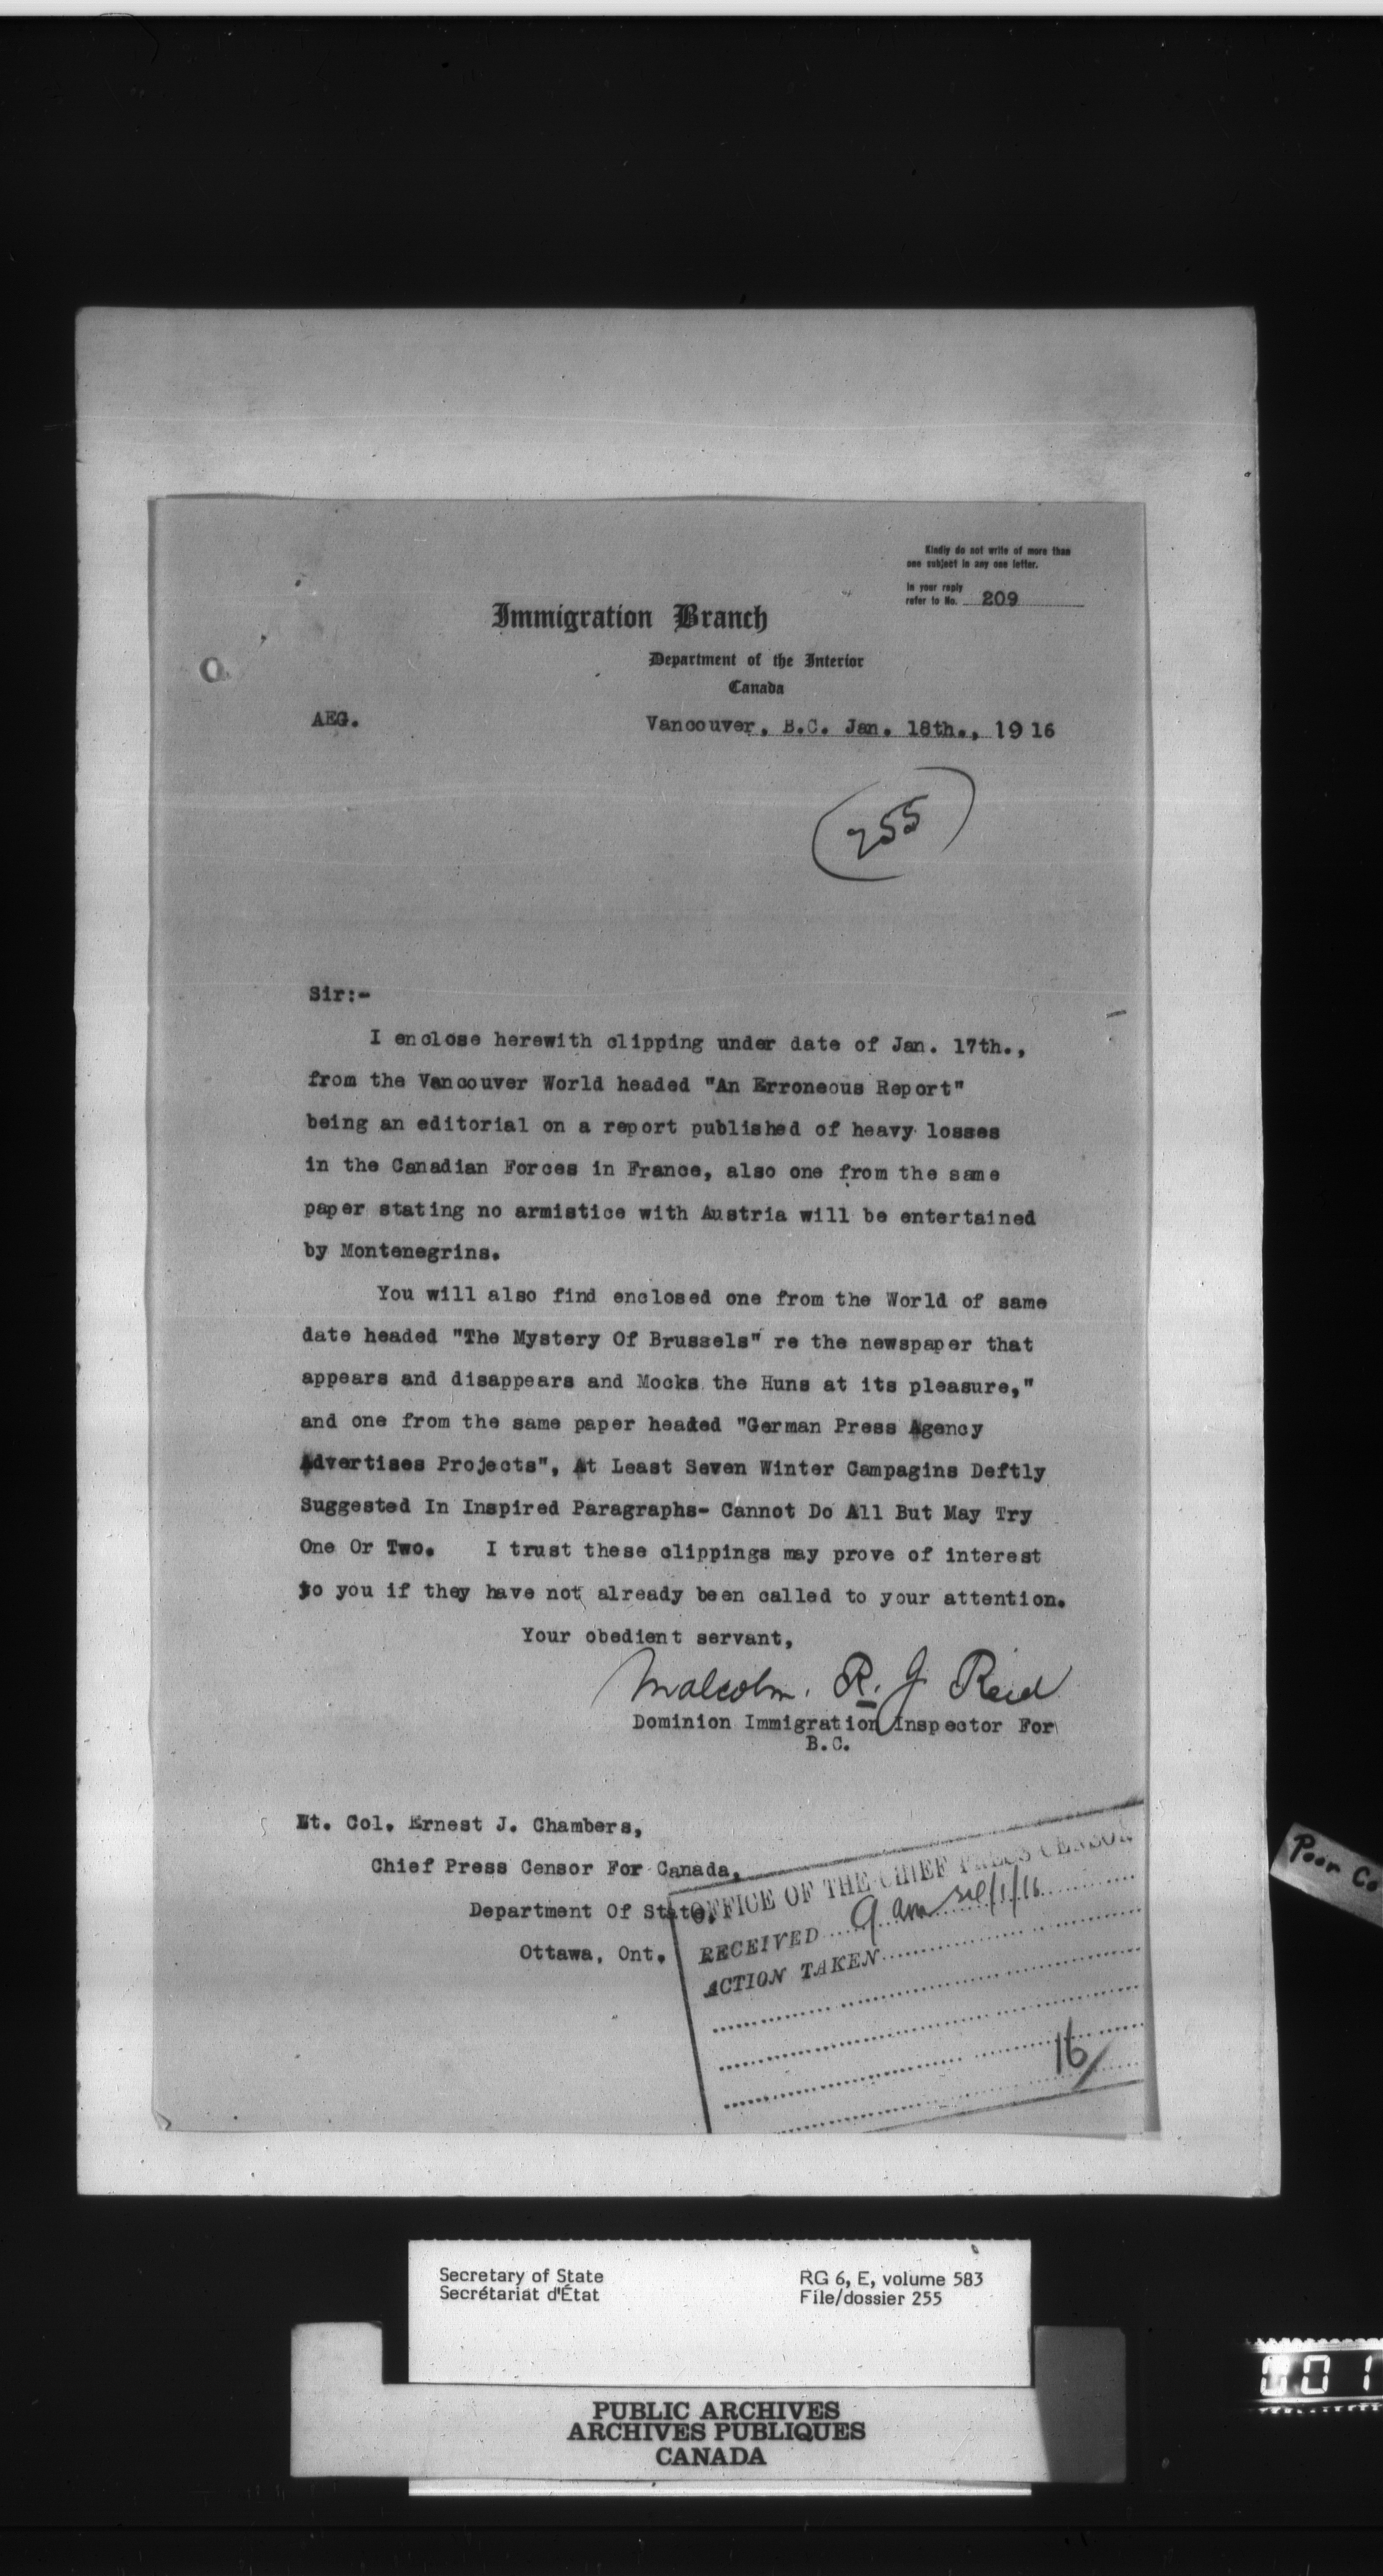 Kindly do not write of more than
one subject in any one letter.
In your reply
refer to No. 209
Immigration Branch
Department of the Interior
Canada
AEG.
Vancouver, B.C. Jan. 18th., 1916
(255)
Sir:-
I enclose herewith clipping under date of Jan. 17th.,
from the Vancouver World headed "An Erroneous Report"
being an editorial on a report published of heavy losses
in the Canadian Forces in France, also one from the same
paper stating no armistice with Austria will be entertained
by Montenegrins.
You will also find enclosed one from the World of same
date headed "The Mystery Of Brussels" re the newspaper that
appears and disappears and Mocks the Huns at its pleasure,"
and one from the same paper headed "German Press Agency
Advertises Projects", At Least Seven Winter Campagins Deftly
Suggested In Inspired Paragraphs- Cannot Do All But May Try
One Or Two. I trust these clippings may prove of interest
to you if they have not already been called to your attention.
Your obedient servant,
Malcolm. R. J Reid
Dominion Immigration Inspector For
B.C.
Lt. Col. Ernest J. Chambers,
Chief Press Censor For Canada,
Department Of State,
Ottawa, Ont.
OFFICE OF THE CHIEF PRESS CENSOR
RECEIVED 9 am
ACTION TAKEN
16/
Poor Co
Secretary of State
Secrétariat d'État
RG 6, E, volume 583
File/dossier 255
PUBLIC ARCHIVES
ARCHIVES PUBLIQUES
CANADA
001